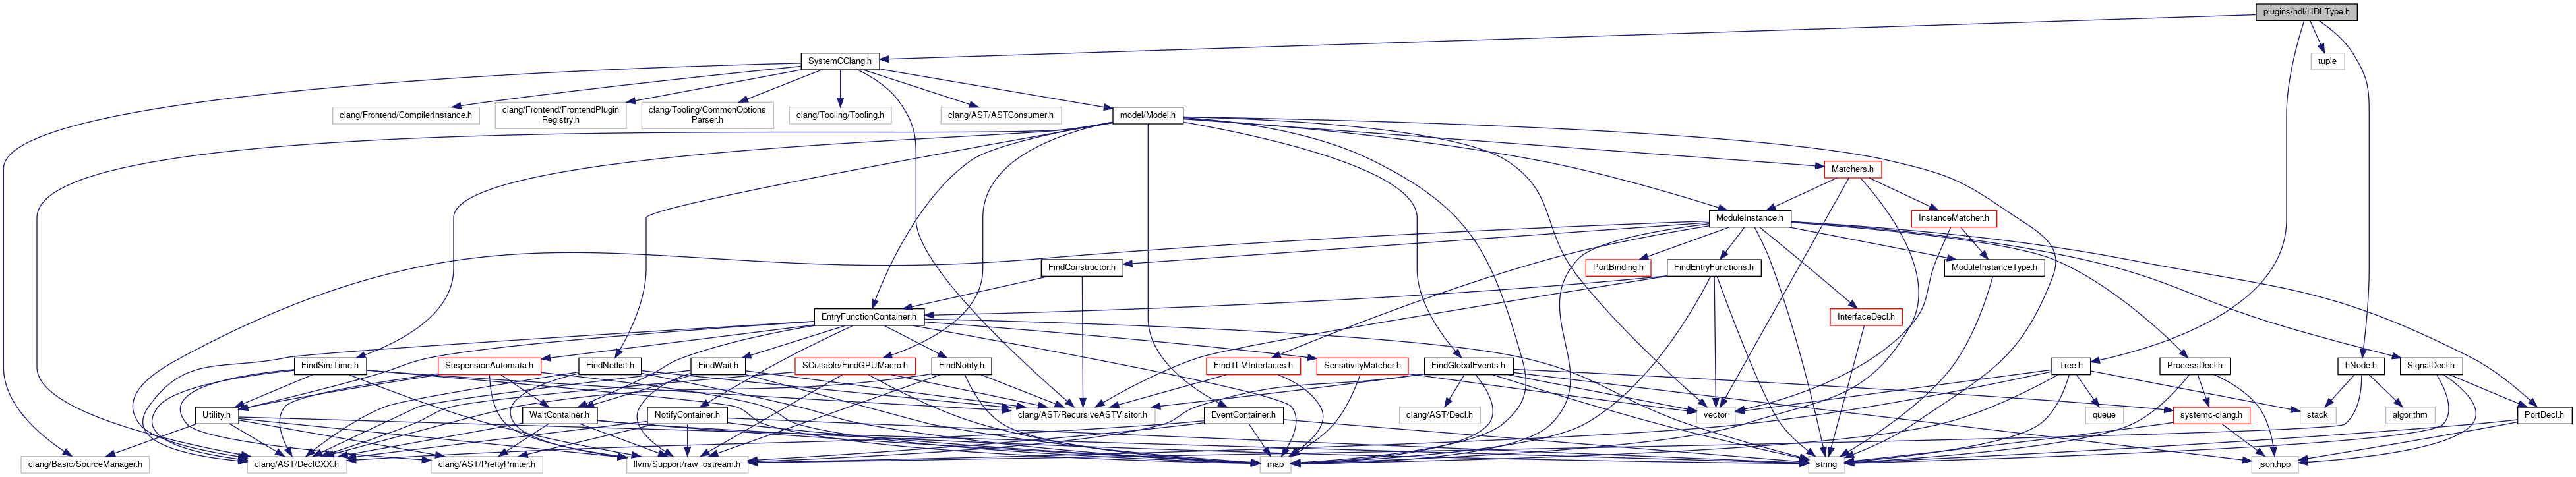 plugins/hdl/HDLType.h
SystemCClang.h
tuple
clang/Frontend/CompilerInstance.h
clang/Frontend/FrontendPlugin
Registry.h
clang/Tooling/CommonOptions
Parser.h
clang/Tooling/Tooling.h
clang/AST/ASTConsumer.h
model/Model.h
Matchers.h
ModuleInstance.h
InstanceMatcher.h
FindConstructor.h
PortBinding.h
FindEntryFunctions.h
ModuleInstanceType.h
EntryFunctionContainer.h
InterfaceDecl.h
FindSimTime.h
SuspensionAutomata.h
FindNetlist.h
FindWait.h
SCuitable/FindGPUMacro.h
FindNotify.h
FindTLMInterfaces.h
SensitivityMatcher.h
FindGlobalEvents.h
Tree.h
ProcessDecl.h
hNode.h
SignalDecl.h
Utility.h
WaitContainer.h
NotifyContainer.h
clang/AST/RecursiveASTVisitor.h
EventContainer.h
clang/AST/Decl.h
vector
queue
systemc-clang.h
stack
algorithm
PortDecl.h
clang/Basic/SourceManager.h
clang/AST/DeclCXX.h
clang/AST/PrettyPrinter.h
llvm/Support/raw_ostream.h
map
string
json.hpp